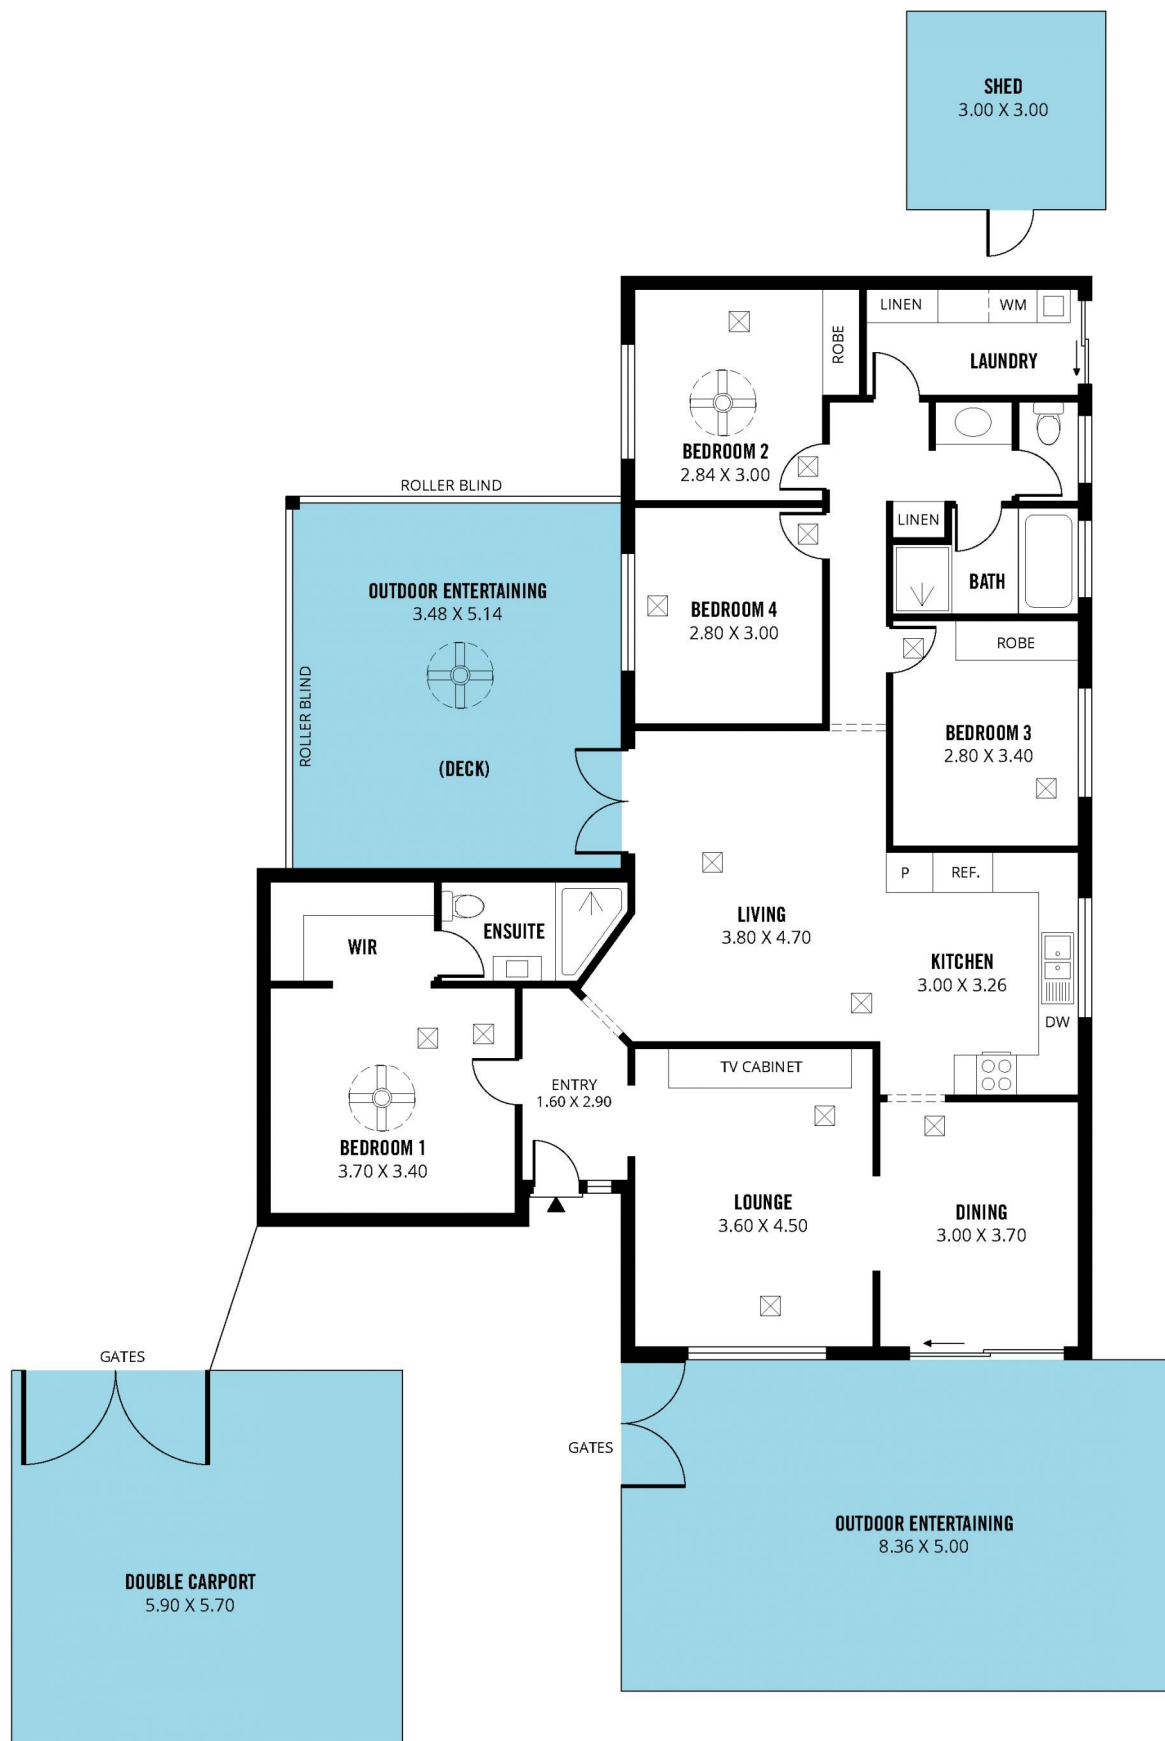 SHED
3.00 X 3.00
LINEN
WM
ROBE
LAUNDRY
BEDROOM 2
2.84 X 3.00
ROLLER BLIND
LINEN
OUTDOOR ENTERTAINING
3.48 X 5.14
BEDROOM 4
2.80 X 3.00
BATH
ROBE
ROLLER BLIND
(DECK)
BEDROOM 3
2.80 X 3.40
P
REF.
LIVING
3.80 X 4.70
ENSUITE
WIR
KITCHEN
3.00 X 3.26
DW
TV CABINET
ENTRY
1.60 X 2.90
BEDROOM 1
3.70 X 3.40
LOUNGE
3.60 X 4.50
DINING
3.00 X 3.70
GATES
GATES
OUTDOOR ENTERTAINING
8.36 X 5.00
DOUBLE CARPORT
5.90 X 5.70